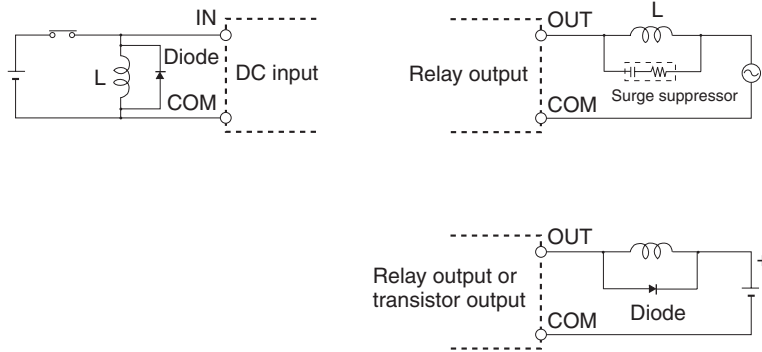 IN
L
Diode
DC input
COM
OUT
L
Relay output
Surge suppressor
COM
OUT
+
Relay output or
transistor output
Diode
COM